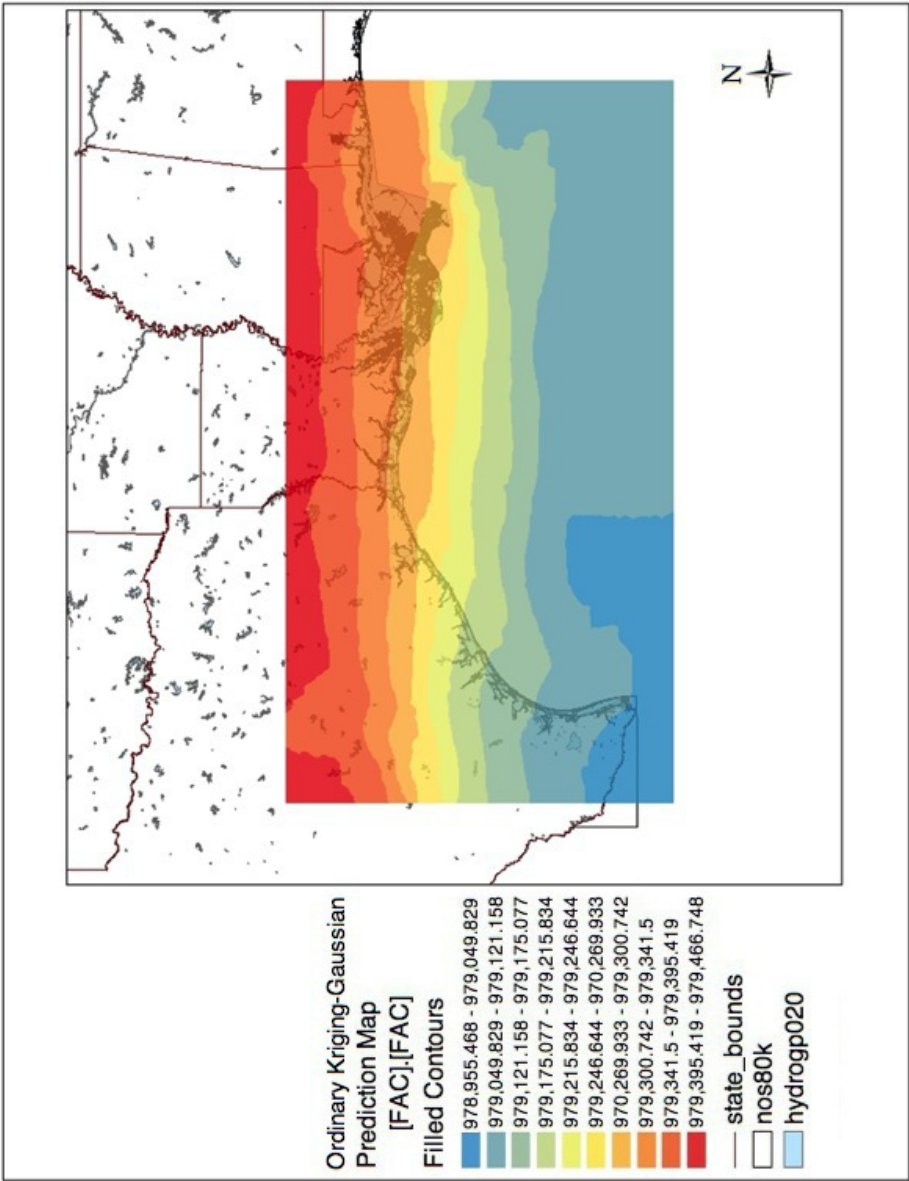 Ordinary Kriging-Gaussian
Prediction Map
[FAC].[FAC]
Filled Contours
978,955.468 - 979,049.829
979,049.829 - 979,121.158
979,121.158 - 979,175.077
979,175.077 - 979,215.834
979,215.834 - 979,246.644
979,246.644 - 970,269.933
970,269.933 - 979,300.742
979,300.742 - 979,341.5
979,341.5 - 979,395.419
979,395.419 - 979,466.748
state_bounds
nos80k
hydrogp020
N